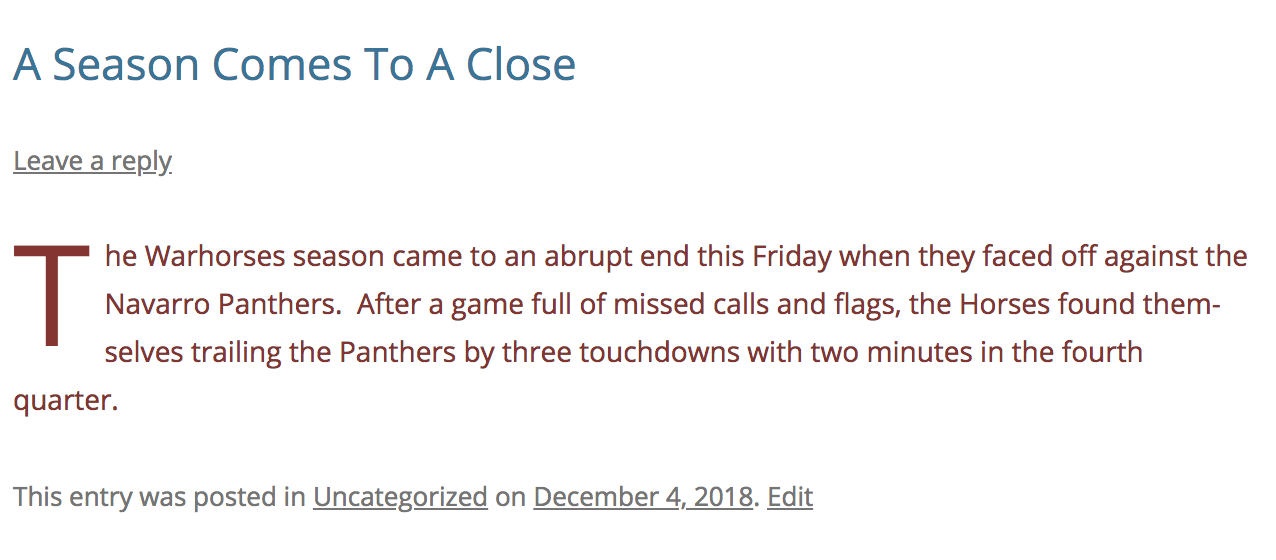 A Season Comes To A Close
Leave a reply
The Warhorses season came to an abrupt end this Friday when they faced off against the
Navarro Panthers.  After a game full of missed calls and flags, the Horses found them-
selves trailing the Panthers by three touchdowns with two minutes in the fourth
quarter.
This entry was posted in Uncategorized on December 4, 2018. Edit